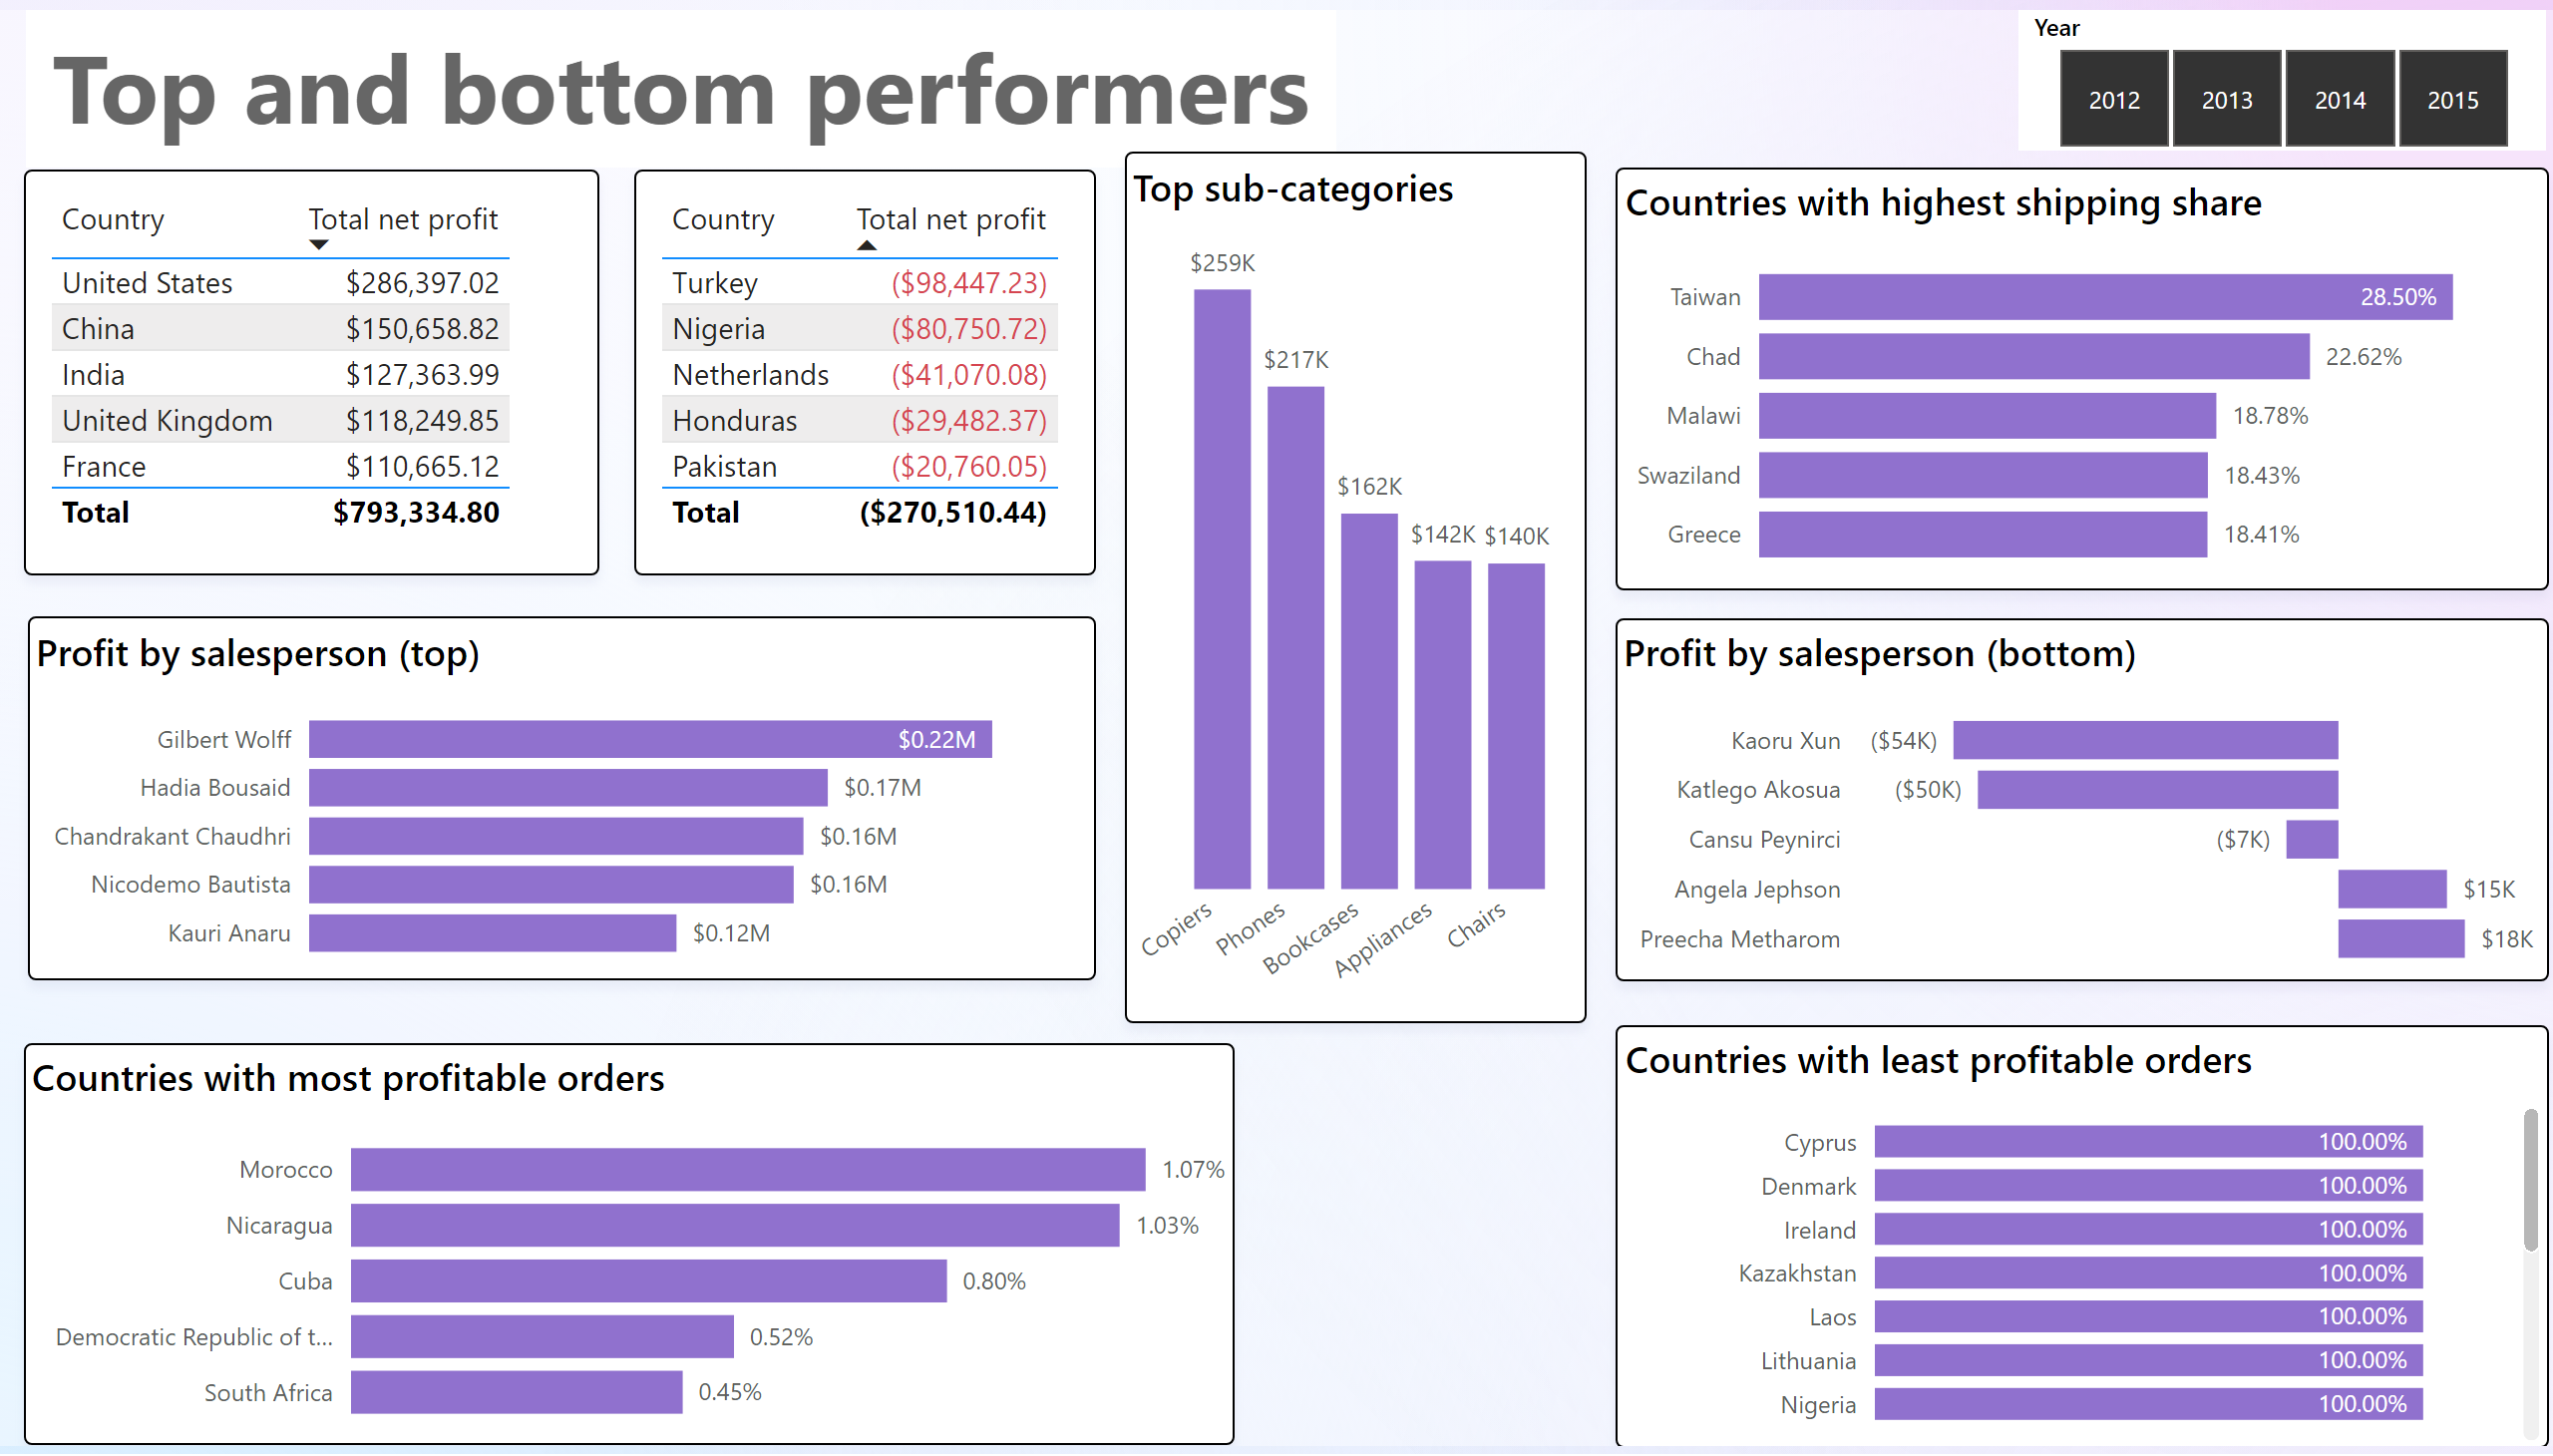 Top and bottom performers
Year
2012 2013 2014 2015
Country Total net profit
United States $286,397.02
China $150,658.82
India $127,363.99
United Kingdom $118,249.85
France $110,665.12
Total $793,334.80
Country Total net profit
Turkey ($98,447.23)
Nigeria ($80,750.72)
Netherlands ($41,070.08)
Honduras ($29,482.37)
Pakistan ($20,760.05)
Total ($270,510.44)
Top sub-categories
$259K
$217K
$162K
$142K $140K
Copiers Phones Bookcases Appliances Chairs
Countries with highest shipping share
Taiwan 28.50%
Chad 22.62%
Malawi 18.78%
Swaziland 18.43%
Greece 18.41%
Profit by salesperson (top)
Gilbert Wolff $0.22M
Hadia Bousaid $0.17M
Chandrakant Chaudhri $0.16M
Nicodemo Bautista $0.16M
Kauri Anaru $0.12M
Profit by salesperson (bottom)
Kaoru Xun ($54K)
Katlego Akosua ($50K)
Cansu Peynirci ($7K)
Angela Jephson $15K
Preecha Metharom $18K
Countries with most profitable orders
Morocco 1.07%
Nicaragua 1.03%
Cuba 0.80%
Democratic Republic of t... 0.52%
South Africa 0.45%
Countries with least profitable orders
Cyprus 100.00%
Denmark 100.00%
Ireland 100.00%
Kazakhstan 100.00%
Laos 100.00%
Lithuania 100.00%
Nigeria 100.00%